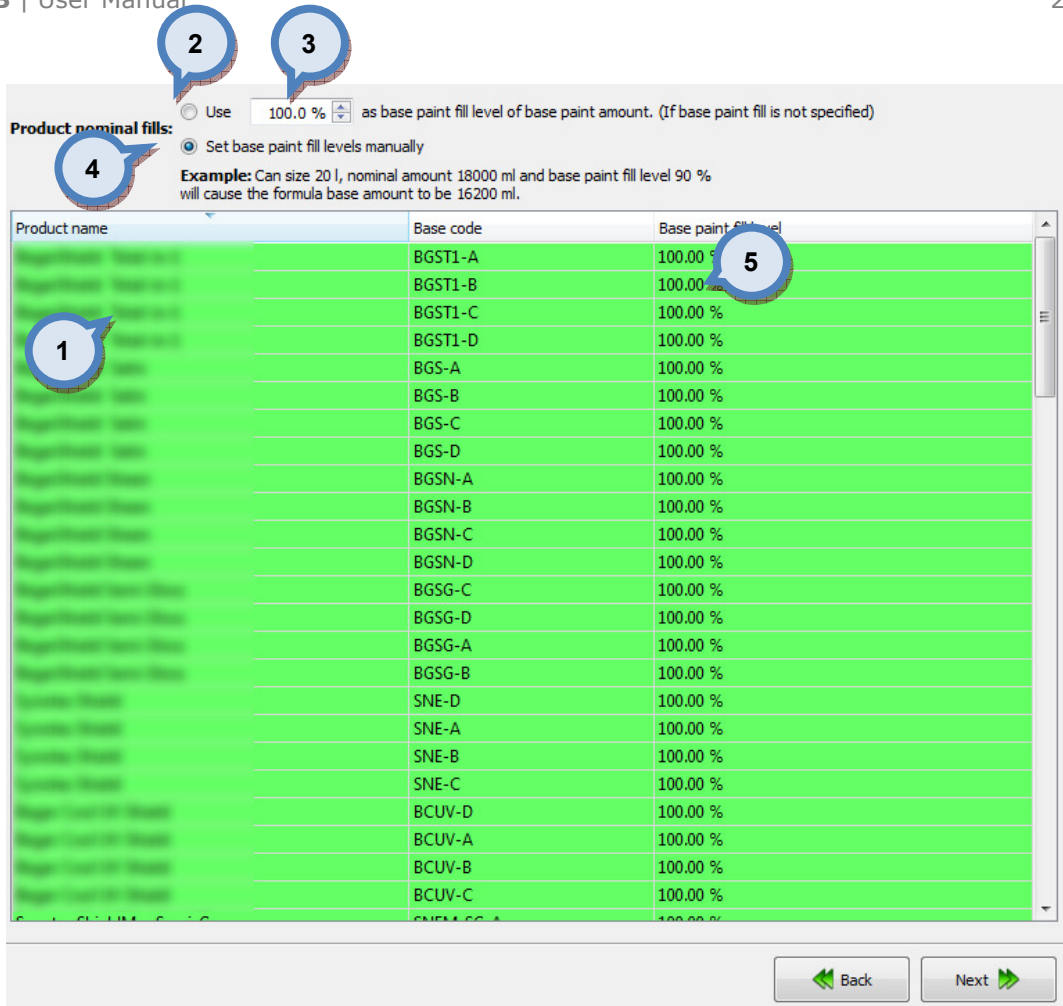 | User Manual
2
3
Use 100.0 % as base paint fill level of base paint amount. (If base paint fill is not specified)
Product nominal fills:
Set base paint fill levels manually
4
Example: Can size 20 l, nominal amount 18000 ml and base paint fill level 90 %
will cause the formula base amount to be 16200 ml.
Product name Base code Base paint fill level
BGST1-A 100.00 %
5
BGST1-B 100.00 %
BGST1-C 100.00 %
BGST1-D 100.00 %
1
BGS-A 100.00 %
BGS-B 100.00 %
BGS-C 100.00 %
BGS-D 100.00 %
BGSN-A 100.00 %
BGSN-B 100.00 %
BGSN-C 100.00 %
BGSN-D 100.00 %
BGSG-C 100.00 %
BGSG-D 100.00 %
BGSG-A 100.00 %
BGSG-B 100.00 %
SNE-D 100.00 %
SNE-A 100.00 %
SNE-B 100.00 %
SNE-C 100.00 %
BCUV-D 100.00 %
BCUV-A 100.00 %
BCUV-B 100.00 %
BCUV-C 100.00 %
Back Next